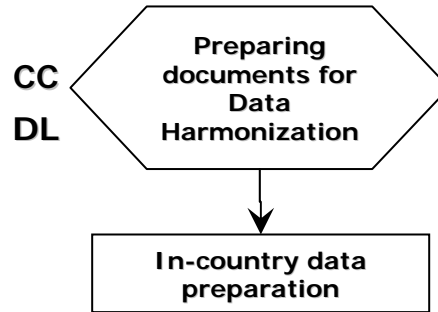 Preparing
documents for
Data
Harmonization
CC
DL
In-country data
preparation